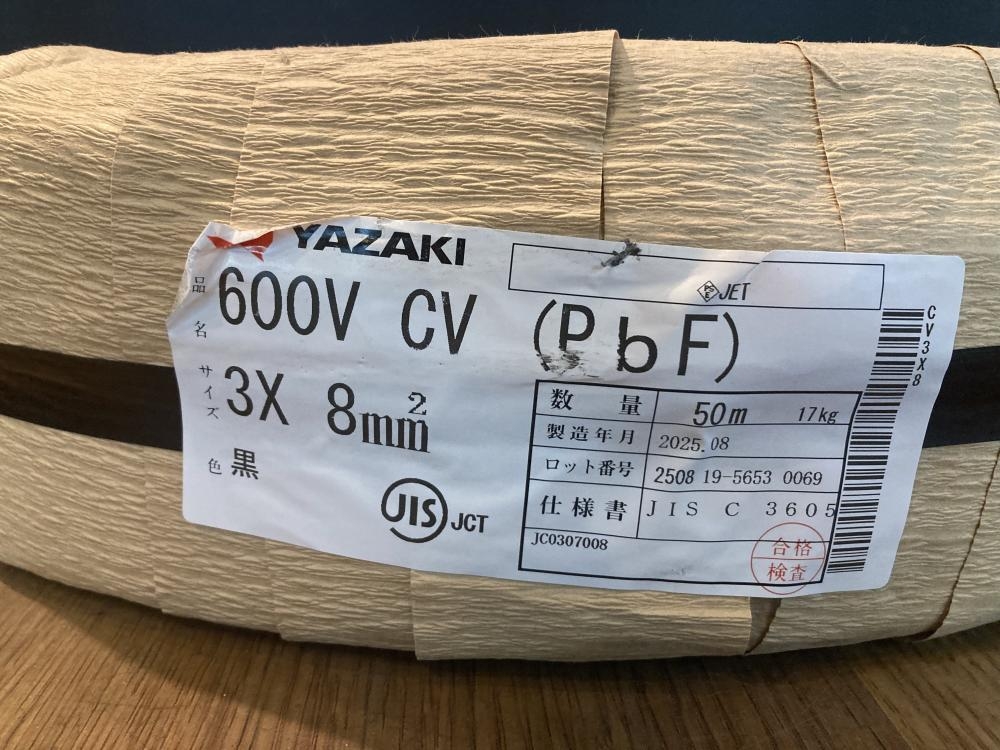 YAZAKI
PS
E JET
品名 600V CV (PbF)
サイズ 3X 8mm²
色 黒
JIS JCT
数量 50m 17kg
製造年月 2025.08
ロット番号 2508 19-5653 0069
仕様書 JIS C 3605
JC0307008
合格
検査
CV3X8